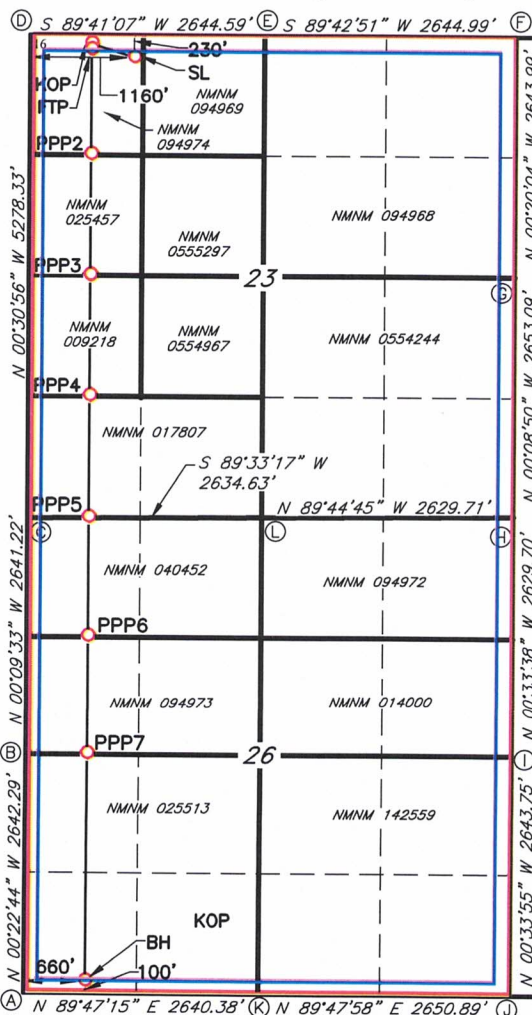 D S 89°41'07" W 2644.59' E S 89°42'51" W 2644.99' F
16
230'
KOP
SL
FTP
1160'
NMNM
094969
NMNM
094974
PPP2
N 00°20'04" W 2643.99'
N 00°30'56" W 5278.33'
NMNM
025457
NMNM
0555297
NMNM 094968
PPP3
23
G
NMNM
009218
NMNM
0554967
NMNM 0554244
PPP4
N 00°08'50" W 2653.09'
NMNM 017807
S 89°33'17" W
2634.63'
PPP5
N 89°44'45" W 2629.71'
C
L
H
NMNM 040452
NMNM 094972
N 00°09'33" W 2641.22'
N 00°33'38" W 2629.70'
PPP6
NMNM 094973
NMNM 014000
B
PPP7
26
I
NMNM 025513
NMNM 142559
N 00°22'44" W 2642.29'
N 00°33'55" W 2643.75'
KOP
BH
660'
100'
A N 89°47'15" E 2640.38' K N 89°47'58" E 2650.89' J